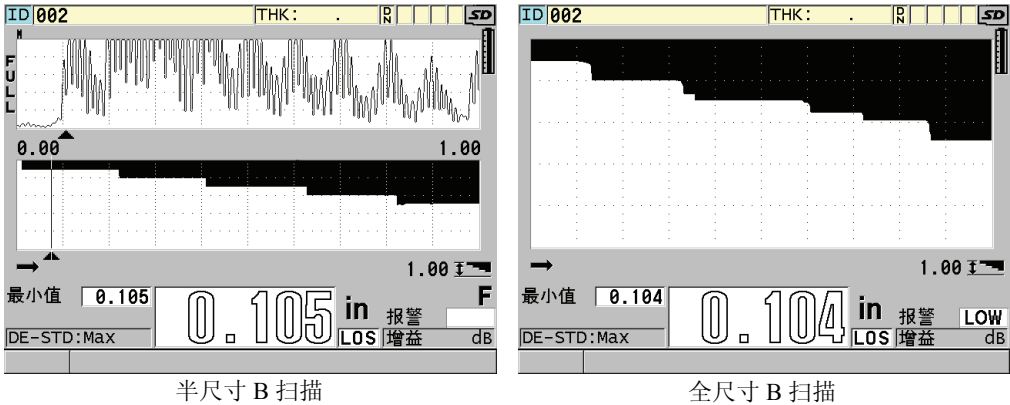 ID 002 THK: . DN SD
FULL
0.00 1.00
1.00
最小值 0.105 0.105 in 报警 F
DE-STD:Max LOS 增益 dB
半尺寸 B 扫描
ID 002 THK: . DN SD
1.00
最小值 0.104 0.104 in 报警 LOW
DE-STD:Max LOS 增益 dB
全尺寸 B 扫描